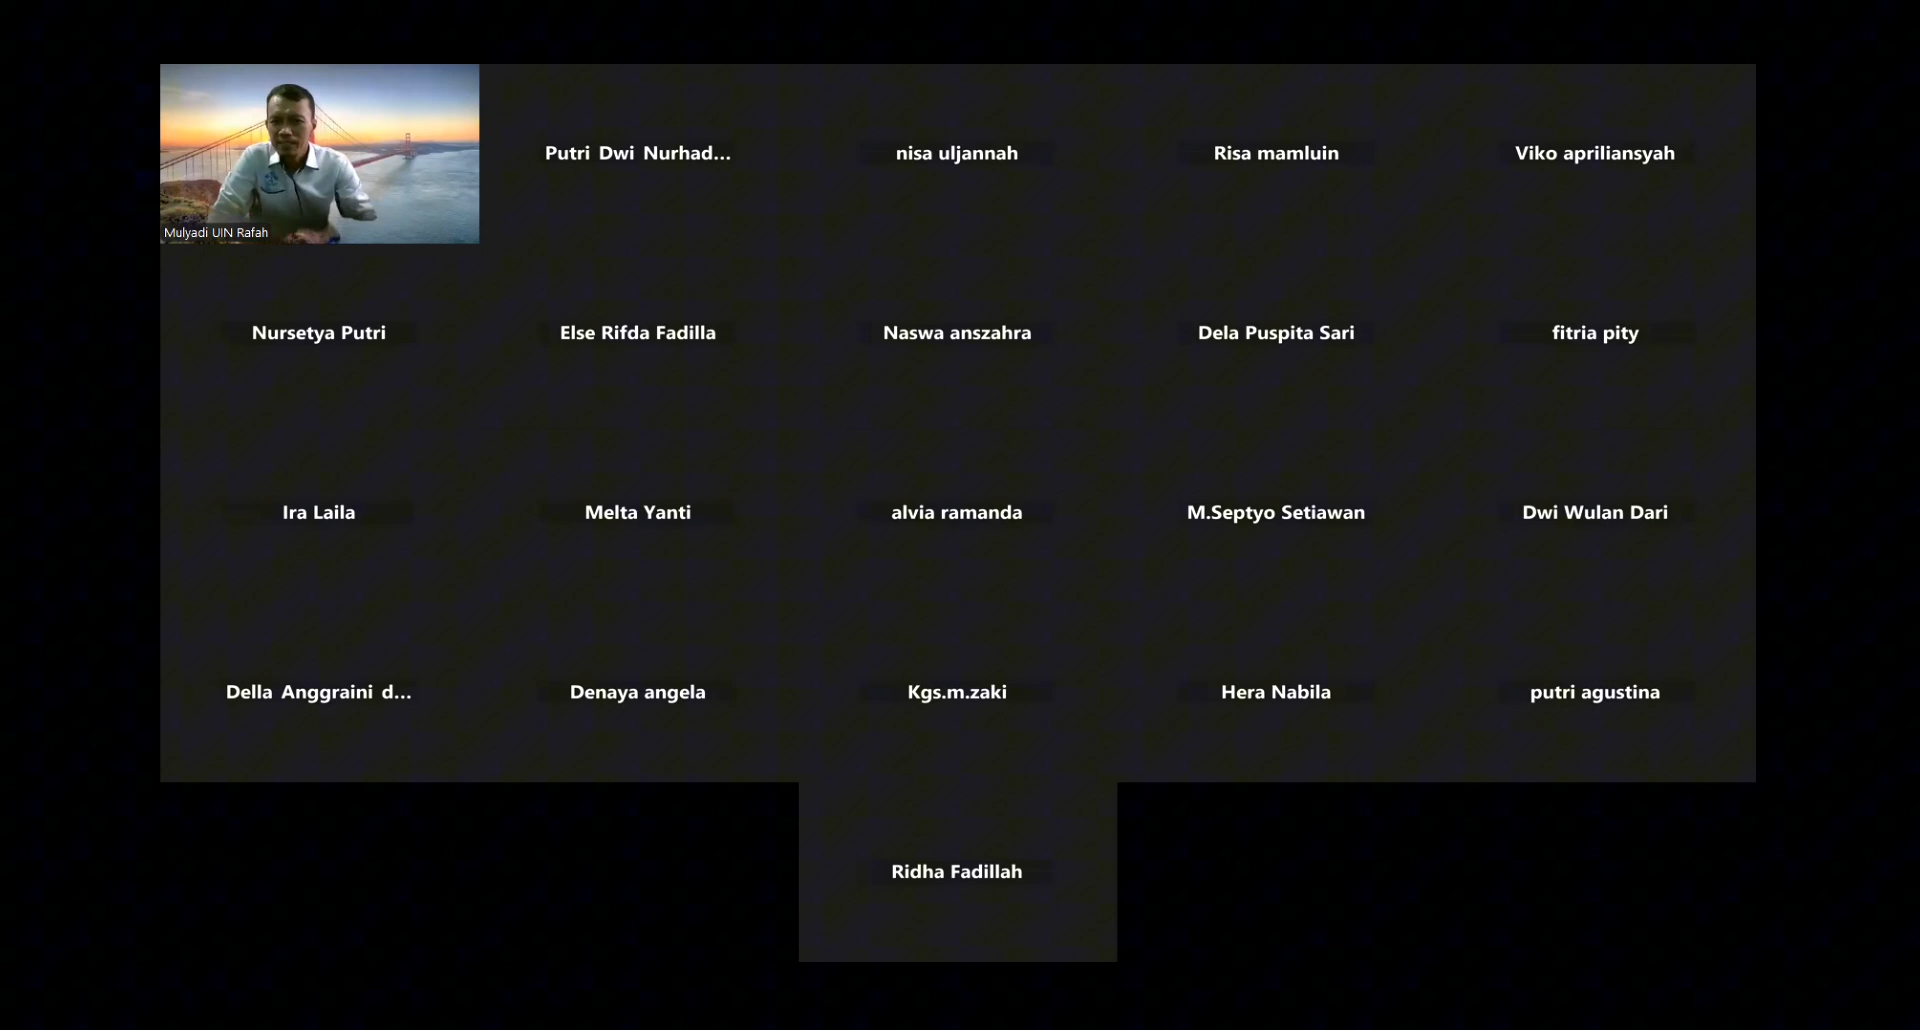 Mulyadi UIN Rafah
Putri Dwi Nurhad...
nisa uljannah
Risa mamluin
Viko apriliansyah
Nursetya Putri
Else Rifda Fadilla
Naswa anszahra
Dela Puspita Sari
fitria pity
Ira Laila
Melta Yanti
alvia ramanda
M.Septyo Setiawan
Dwi Wulan Dari
Della Anggraini d...
Denaya angela
Kgs.m.zaki
Hera Nabila
putri agustina
Ridha Fadillah